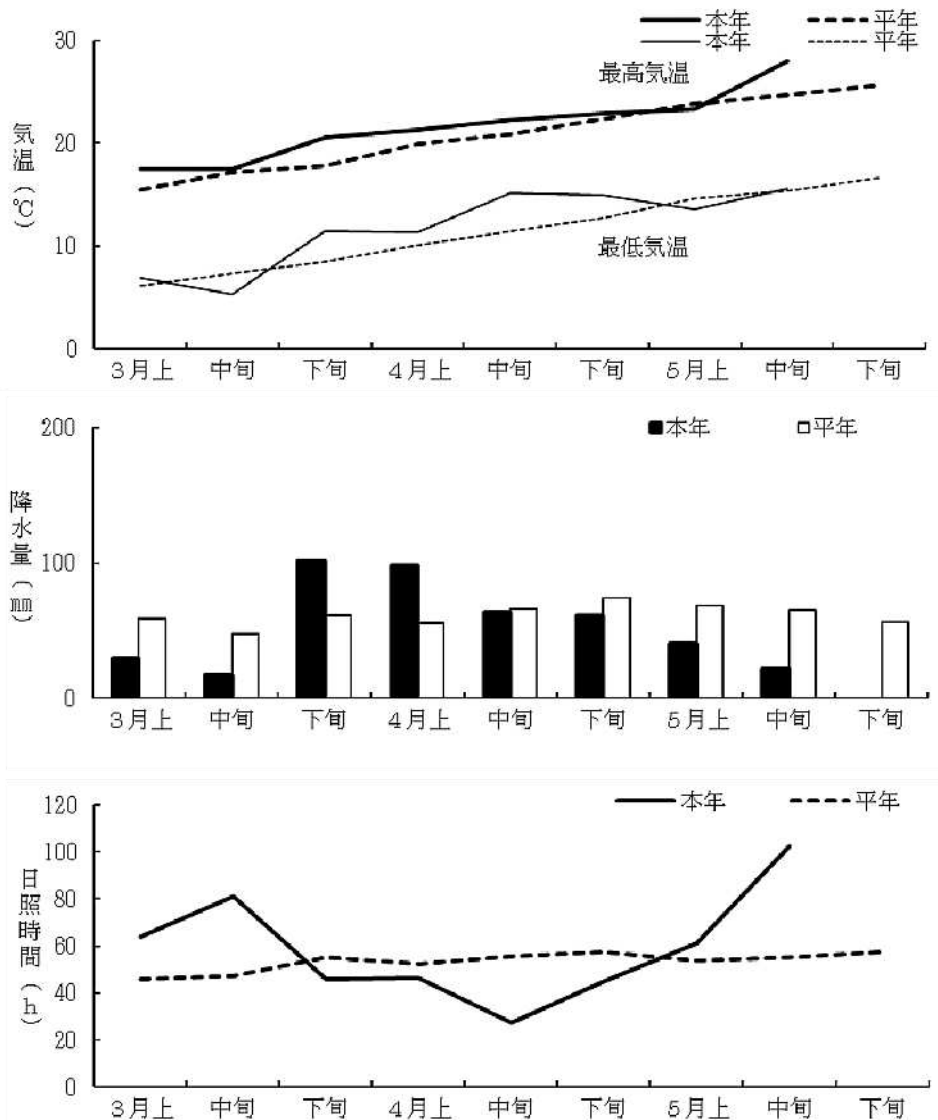 本年 平年
本年 平年
30
最高気温
20
気温(℃)
10
最低気温
0
3月上 中旬 下旬 4月上 中旬 下旬 5月上 中旬 下旬
200
本年 平年
降水量(㎜)
100
0
3月上 中旬 下旬 4月上 中旬 下旬 5月上 中旬 下旬
120
本年 平年
100
80
日照時間(h)
60
40
20
0
3月上 中旬 下旬 4月上 中旬 下旬 5月上 中旬 下旬